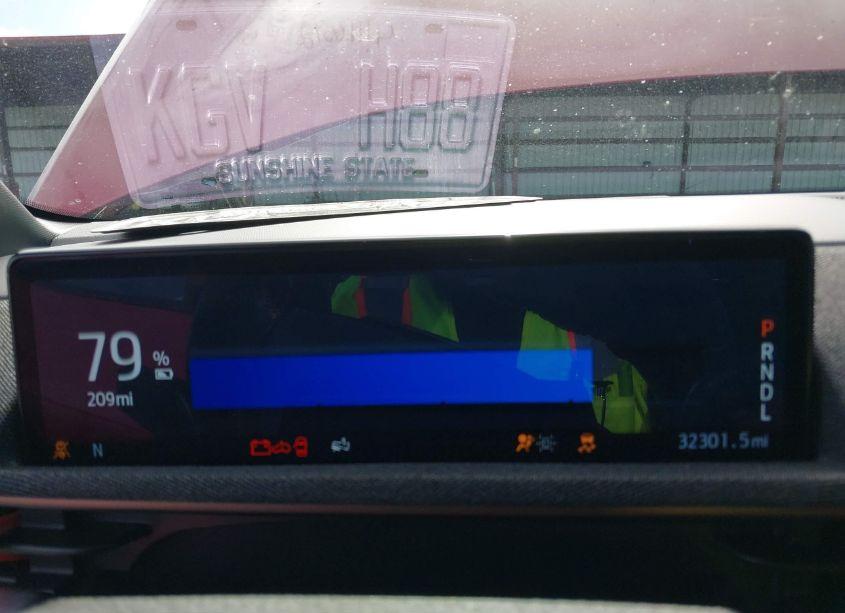 KGV H88
SUNSHINE STATE
79 %
209mi
P
R
N
D
L
N
32301.5mi